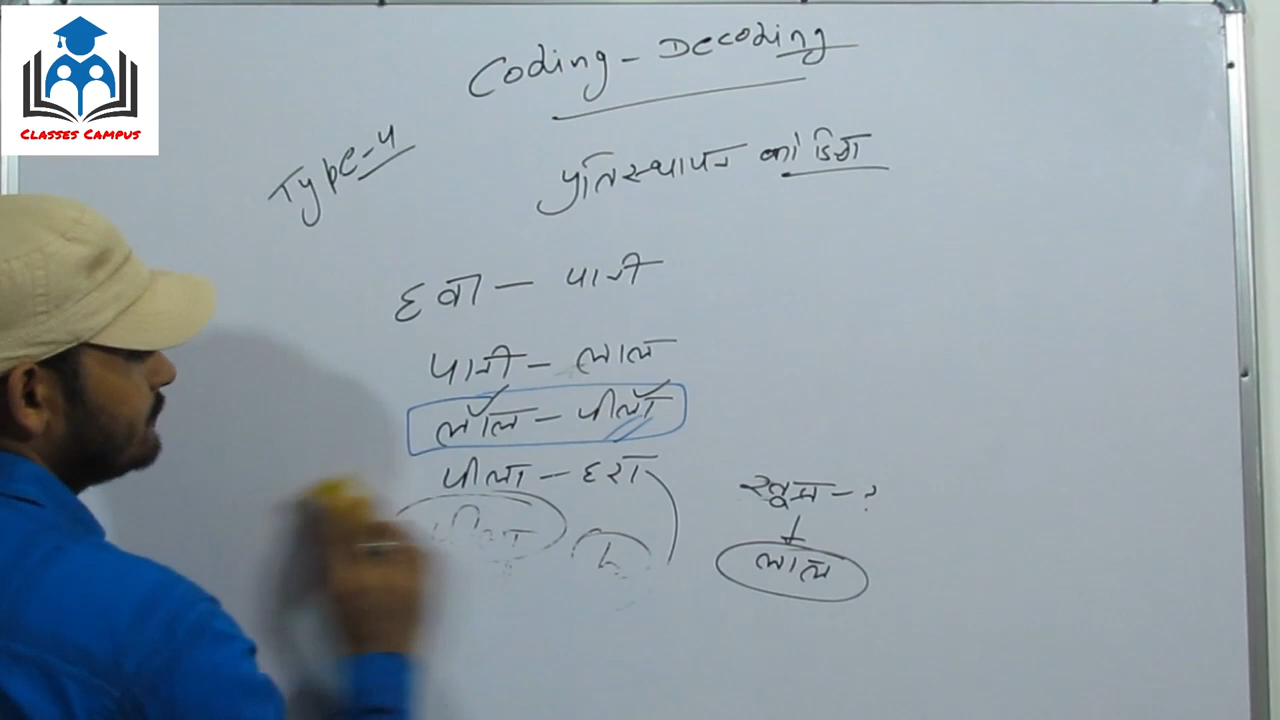 CLASSES CAMPUS
Coding - Decoding
Type-4
प्रतिस्थापन कोडिंग
हवा - पानी
पानी - लाल
लाल - पीला
पीला - हरा
खून - ?
लाल